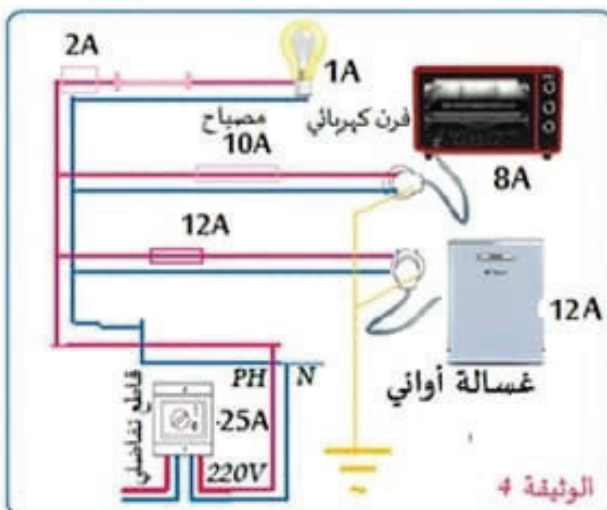 2A
1A
مصباح
فرن كهربائي
10A
8A
12A
12A
غسالة أواني
PH
N
قاطع تفاضلي
25A
220V
الوثيقة 4